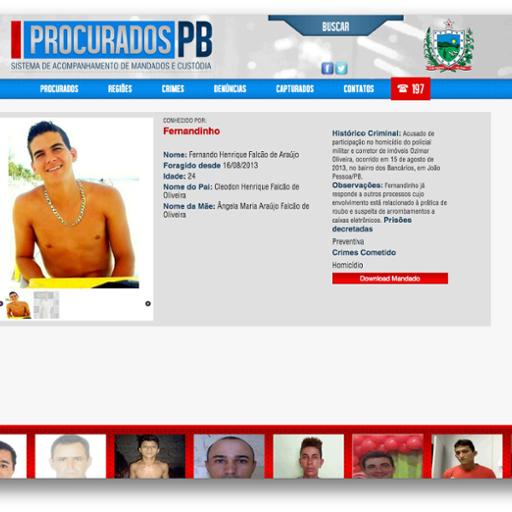 PROCURADOS PB
SISTEMA DE ACOMPANHAMENTO DE MANDADOS E CUSTÓDIA
BUSCAR
PROCURADOS REGIÕES CRIMES DENÚNCIAS CAPTURADOS CONTATOS 197
CONHECIDO POR:
Fernandinho
Nome: Fernando Henrique Falcão de Araújo
Foragido desde 16/08/2013
Idade: 24
Nome do Pai: Cleodon Henrique Falcão de
Oliveira
Nome da Mãe: Ângela Maria Araújo Falcão de
Oliveira
Histórico Criminal: Acusado de
participação no homicídio do policial
militar e corretor de imóveis Ozimar
Oliveira, ocorrido em 15 de agosto de
2013, no bairro dos Bancários, em João
Pessoa/PB.
Observações: Fernandinho já
responde a outros processos cujo
envolvimento está relacionado à prática de
roubo e suspeita de arrombamentos a
caixas eletrônicos. Prisões
decretadas
Preventiva
Crimes Cometido
Homicídio
Download Mandado